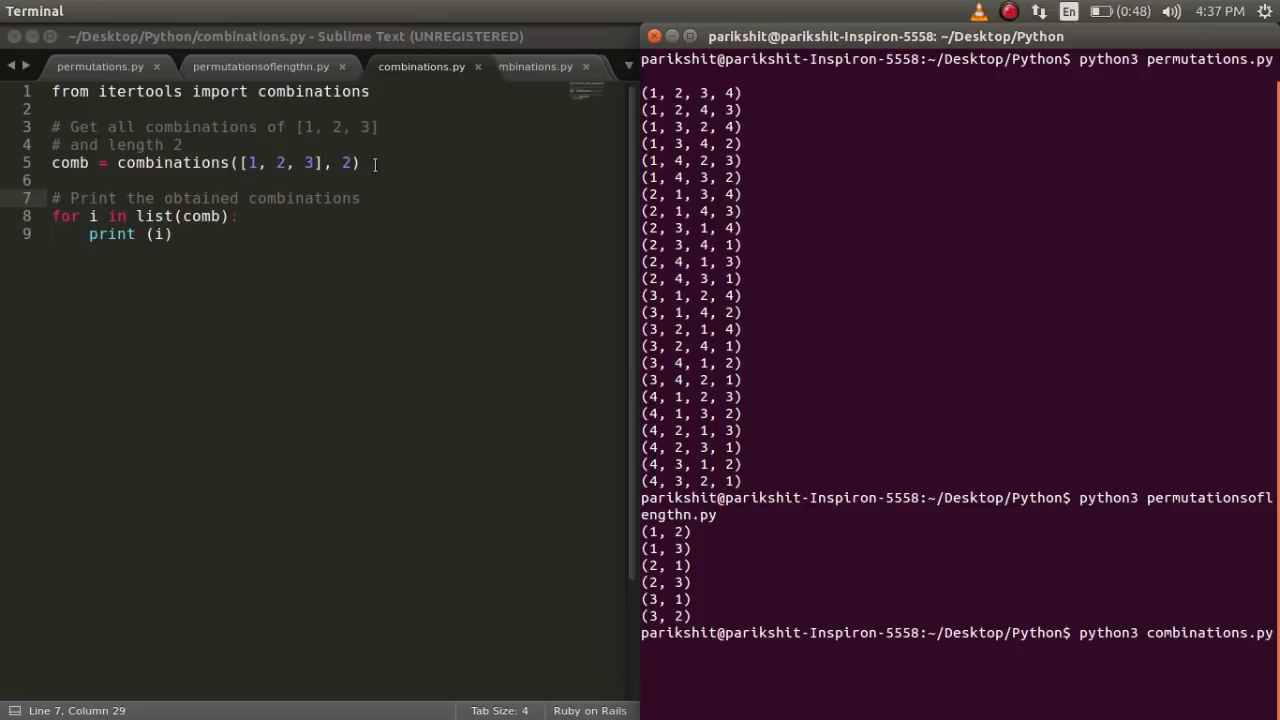 Terminal
En
(0:48)
4:37 PM
~/Desktop/Python/combinations.py - Sublime Text (UNREGISTERED)
permutations.py
permutationsoflengthn.py
combinations.py
mbinations.py
1 from itertools import combinations
2
3 # Get all combinations of [1, 2, 3]
4 # and length 2
5 comb = combinations([1, 2, 3], 2)
6
7 # Print the obtained combinations
8 for i in list(comb):
9 print (i)
Line 7, Column 29
Tab Size: 4
Ruby on Rails
parikshit@parikshit-Inspiron-5558: ~/Desktop/Python
parikshit@parikshit-Inspiron-5558:~/Desktop/Python$ python3 permutations.py
(1, 2, 3, 4)
(1, 2, 4, 3)
(1, 3, 2, 4)
(1, 3, 4, 2)
(1, 4, 2, 3)
(1, 4, 3, 2)
(2, 1, 3, 4)
(2, 1, 4, 3)
(2, 3, 1, 4)
(2, 3, 4, 1)
(2, 4, 1, 3)
(2, 4, 3, 1)
(3, 1, 2, 4)
(3, 1, 4, 2)
(3, 2, 1, 4)
(3, 2, 4, 1)
(3, 4, 1, 2)
(3, 4, 2, 1)
(4, 1, 2, 3)
(4, 1, 3, 2)
(4, 2, 1, 3)
(4, 2, 3, 1)
(4, 3, 1, 2)
(4, 3, 2, 1)
parikshit@parikshit-Inspiron-5558:~/Desktop/Python$ python3 permutationsofl
engthn.py
(1, 2)
(1, 3)
(2, 1)
(2, 3)
(3, 1)
(3, 2)
parikshit@parikshit-Inspiron-5558:~/Desktop/Python$ python3 combinations.py